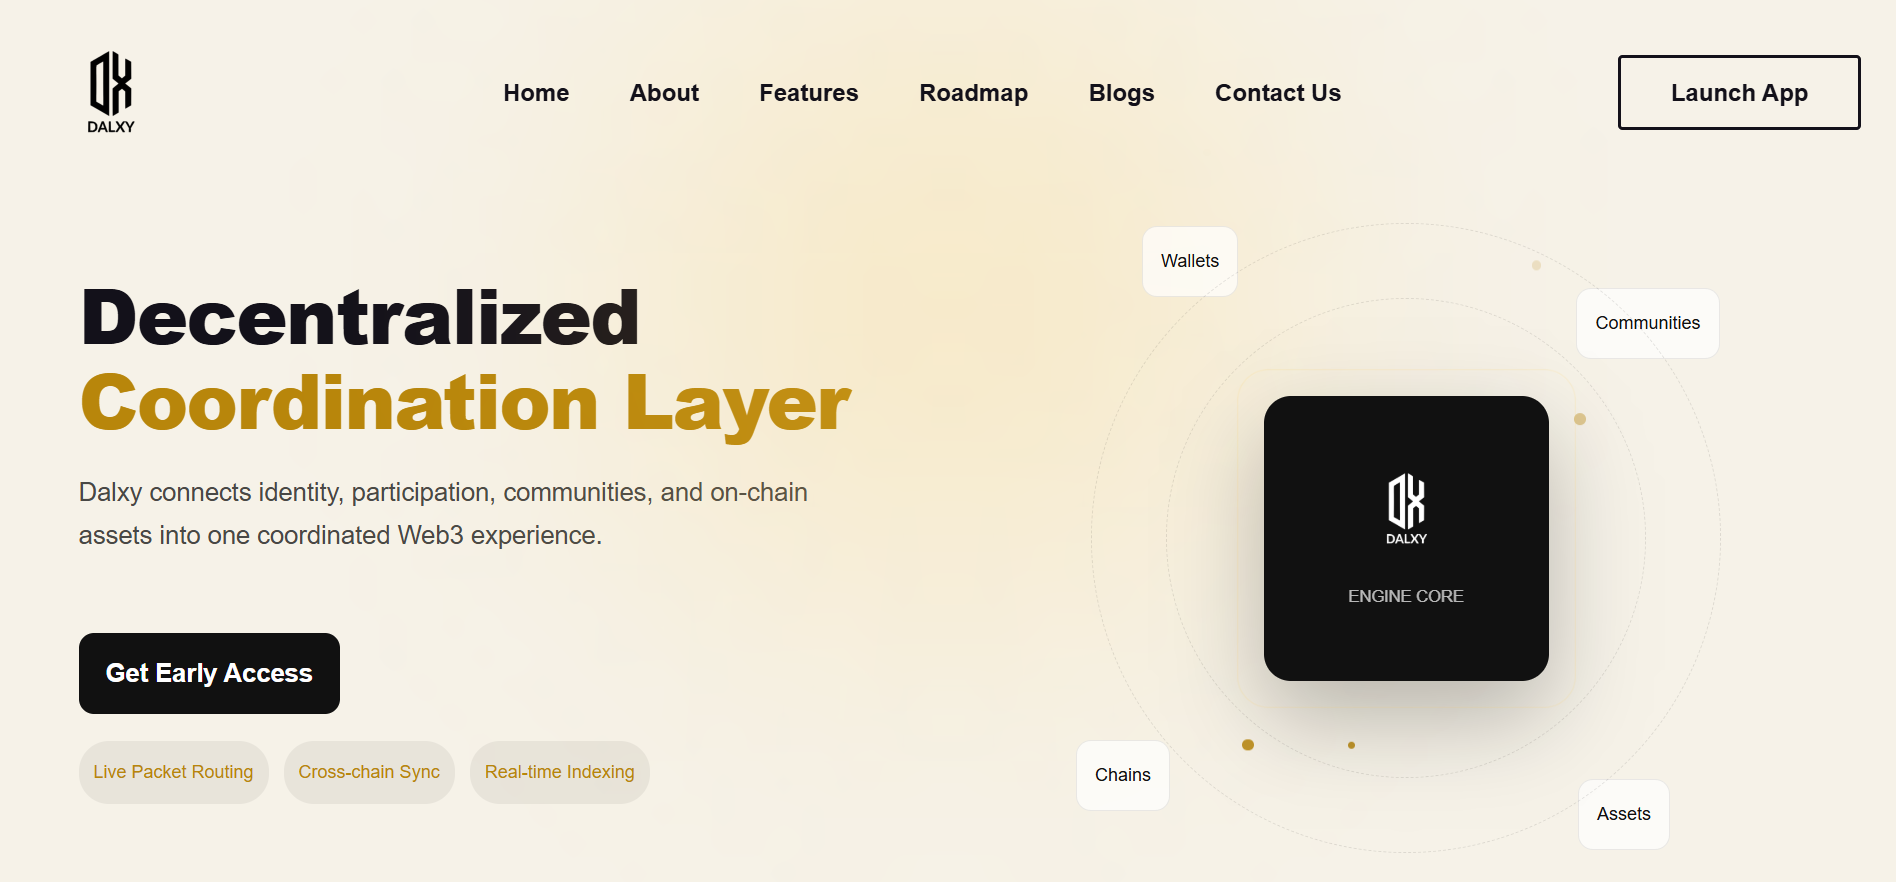 DALXY
Home
About
Features
Roadmap
Blogs
Contact Us
Launch App
Decentralized
Coordination Layer
Dalxy connects identity, participation, communities, and on-chain
assets into one coordinated Web3 experience.
Get Early Access
Live Packet Routing
Cross-chain Sync
Real-time Indexing
Wallets
Communities
DALXY
ENGINE CORE
Chains
Assets